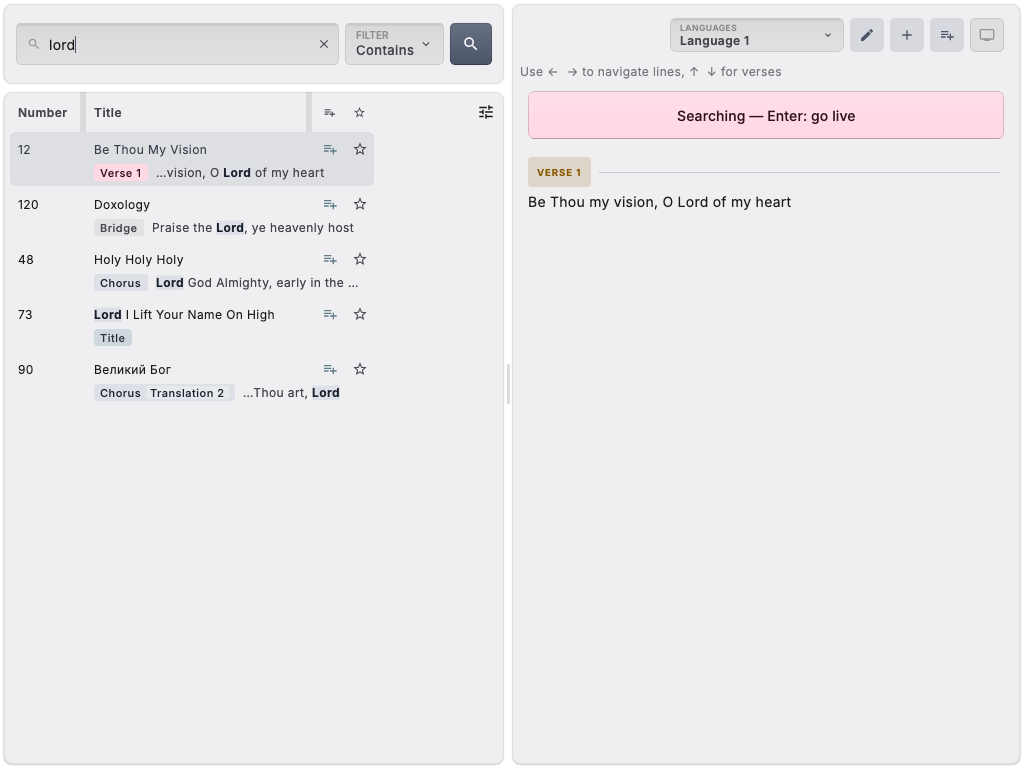 lord
FILTER
Contains
LANGUAGES
Language 1
Use ← → to navigate lines, ↑ ↓ for verses
Number Title
12 Be Thou My Vision
Verse 1 ...vision, O Lord of my heart
120 Doxology
Bridge Praise the Lord, ye heavenly host
48 Holy Holy Holy
Chorus Lord God Almighty, early in the ...
73 Lord I Lift Your Name On High
Title
90 Великий Бог
Chorus Translation 2 ...Thou art, Lord
Searching — Enter: go live
VERSE 1
Be Thou my vision, O Lord of my heart